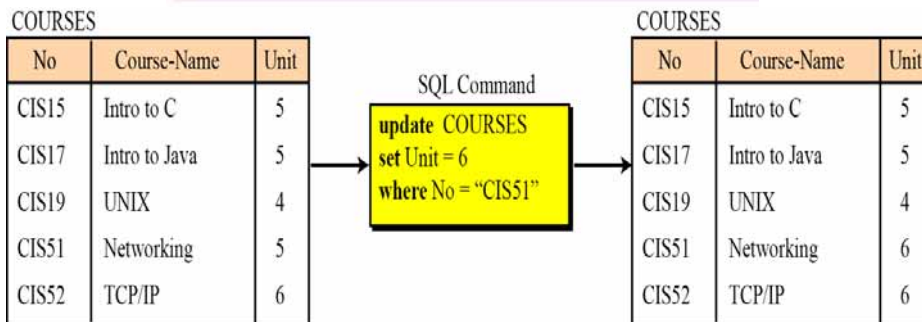 COURSES
No Course-Name Unit
CIS15 Intro to C 5
CIS17 Intro to Java 5
CIS19 UNIX 4
CIS51 Networking 5
CIS52 TCP/IP 6
SQL Command
update COURSES
set Unit = 6
where No = “CIS51”
COURSES
No Course-Name Unit
CIS15 Intro to C 5
CIS17 Intro to Java 5
CIS19 UNIX 4
CIS51 Networking 6
CIS52 TCP/IP 6